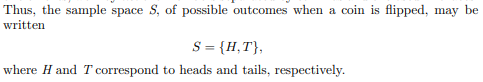 Thus, the sample space S, of possible outcomes when a coin is flipped, may be
written
S = {H, T},
where H and T correspond to heads and tails, respectively.